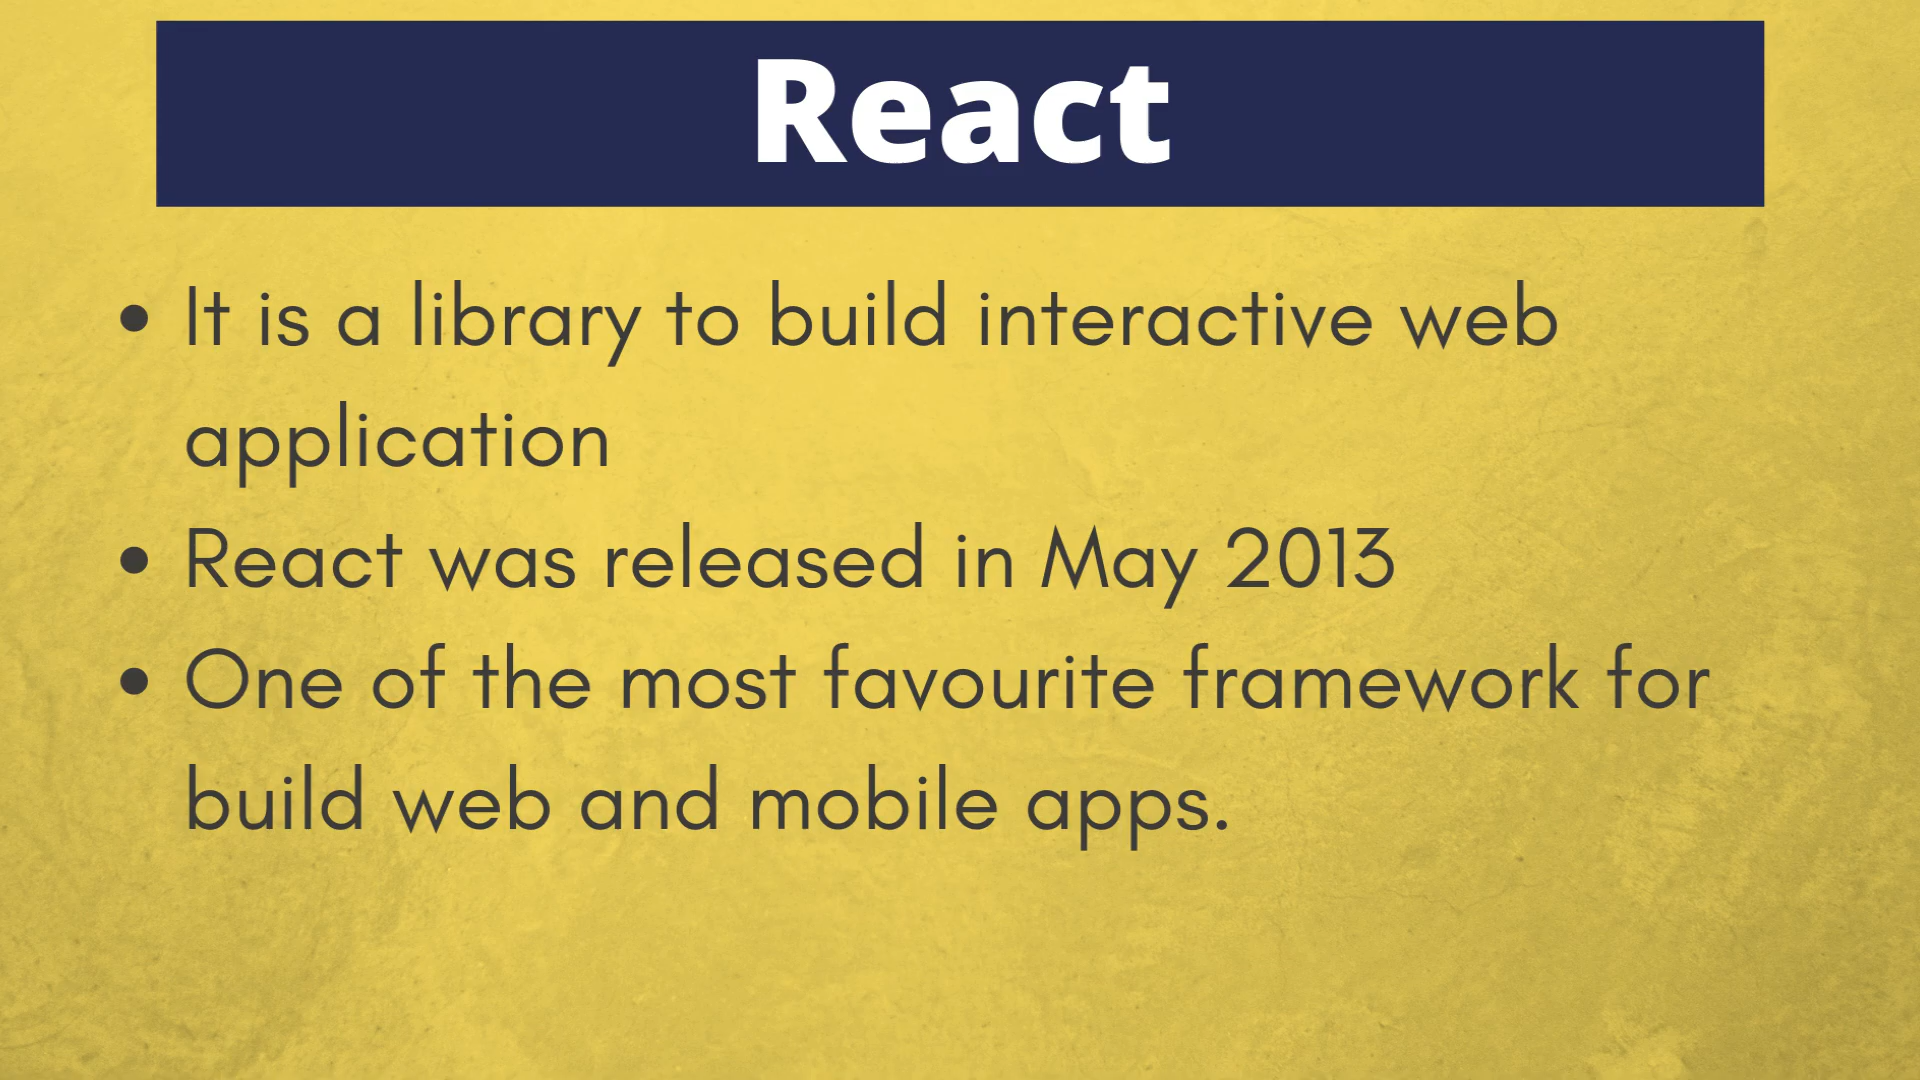 React
• It is a library to build interactive web
application
• React was released in May 2013
• One of the most favourite framework for
build web and mobile apps.